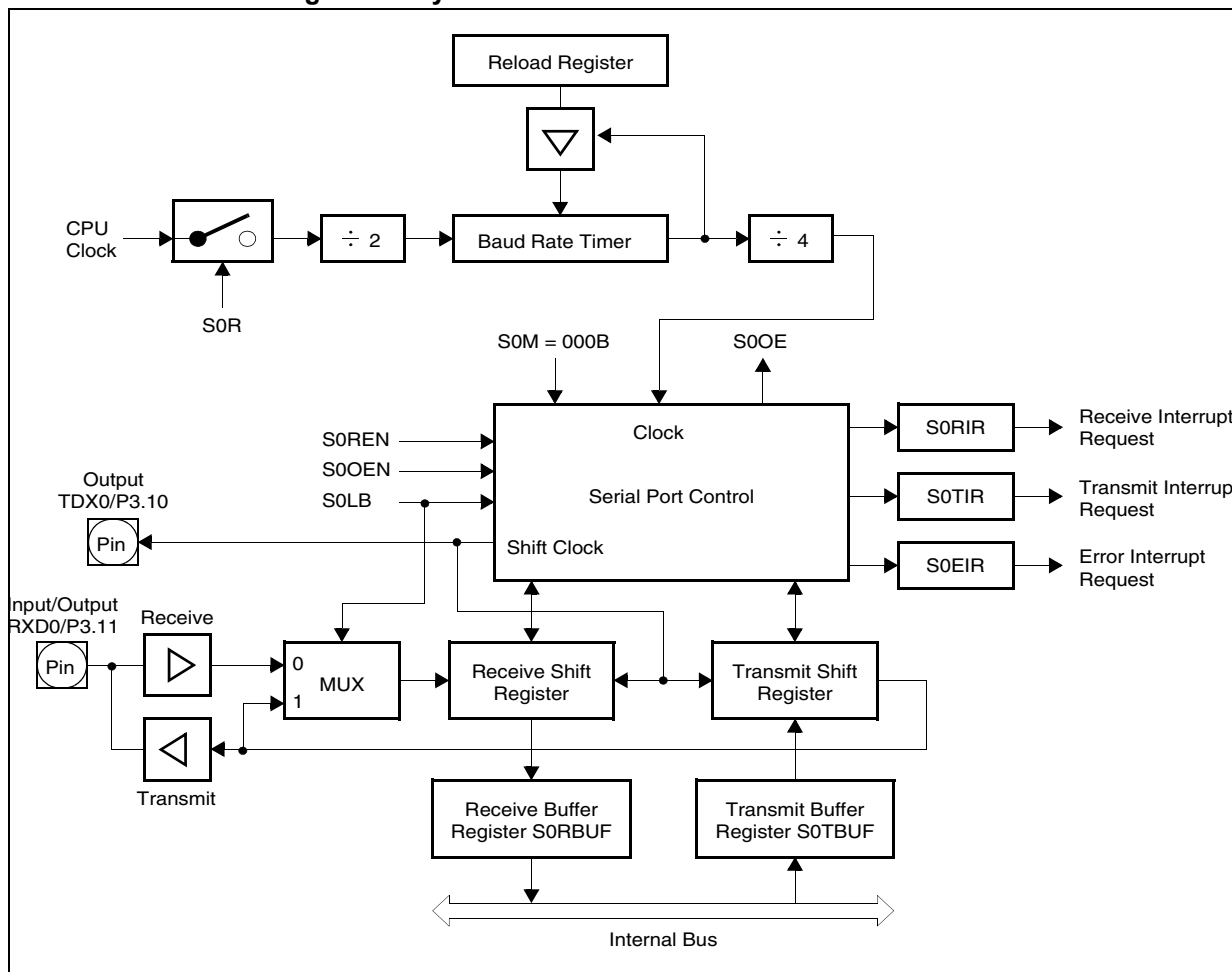 Reload Register
CPU
Clock
÷ 2
Baud Rate Timer
÷ 4
S0R
S0M = 000B
S0OE
Clock
S0REN
S0OEN
S0LB
Serial Port Control
Shift Clock
S0RIR
Receive Interrupt
Request
S0TIR
Transmit Interrupt
Request
S0EIR
Error Interrupt
Request
Output
TDX0/P3.10
Pin
Input/Output
RXD0/P3.11
Pin
Receive
0
MUX
1
Transmit
Receive Shift
Register
Transmit Shift
Register
Receive Buffer
Register S0RBUF
Transmit Buffer
Register S0TBUF
Internal Bus